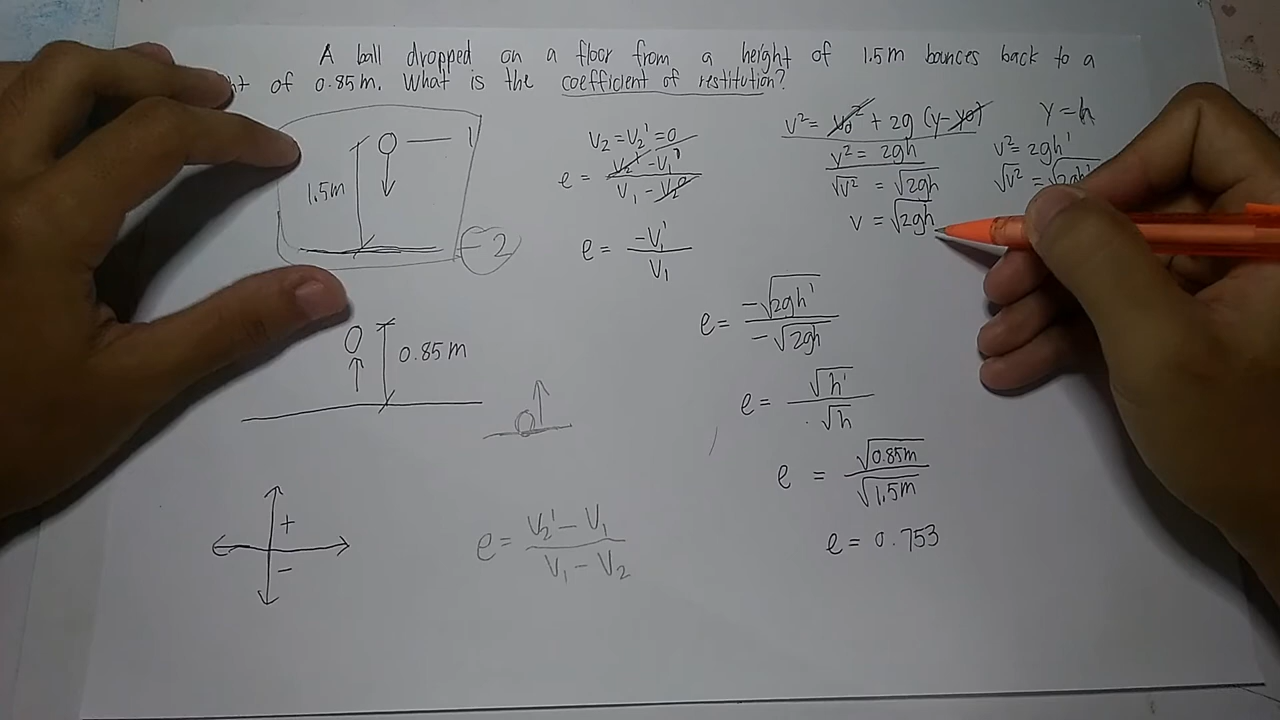 A ball dropped on a floor from a height of 1.5m bounces back to a
of 0.85m. What is the coefficient of restitution?
1
1.5m
2
0.85m
+
−
V₂ = V₂' = 0
e = (V₂' − V₁') / (V₁ − V₂)
e = −V₁' / V₁
e = (V₂' − V₁) / (V₁ − V₂)
v² = v₀² + 2g (y − y₀)
y = h
v² = 2gh
√v² = √2gh
v = √2gh
v² = 2gh'
√v² = √2gh'
e = −√2gh' / −√2gh
e = √h' / √h
e = √0.85m / √1.5m
e = 0.753